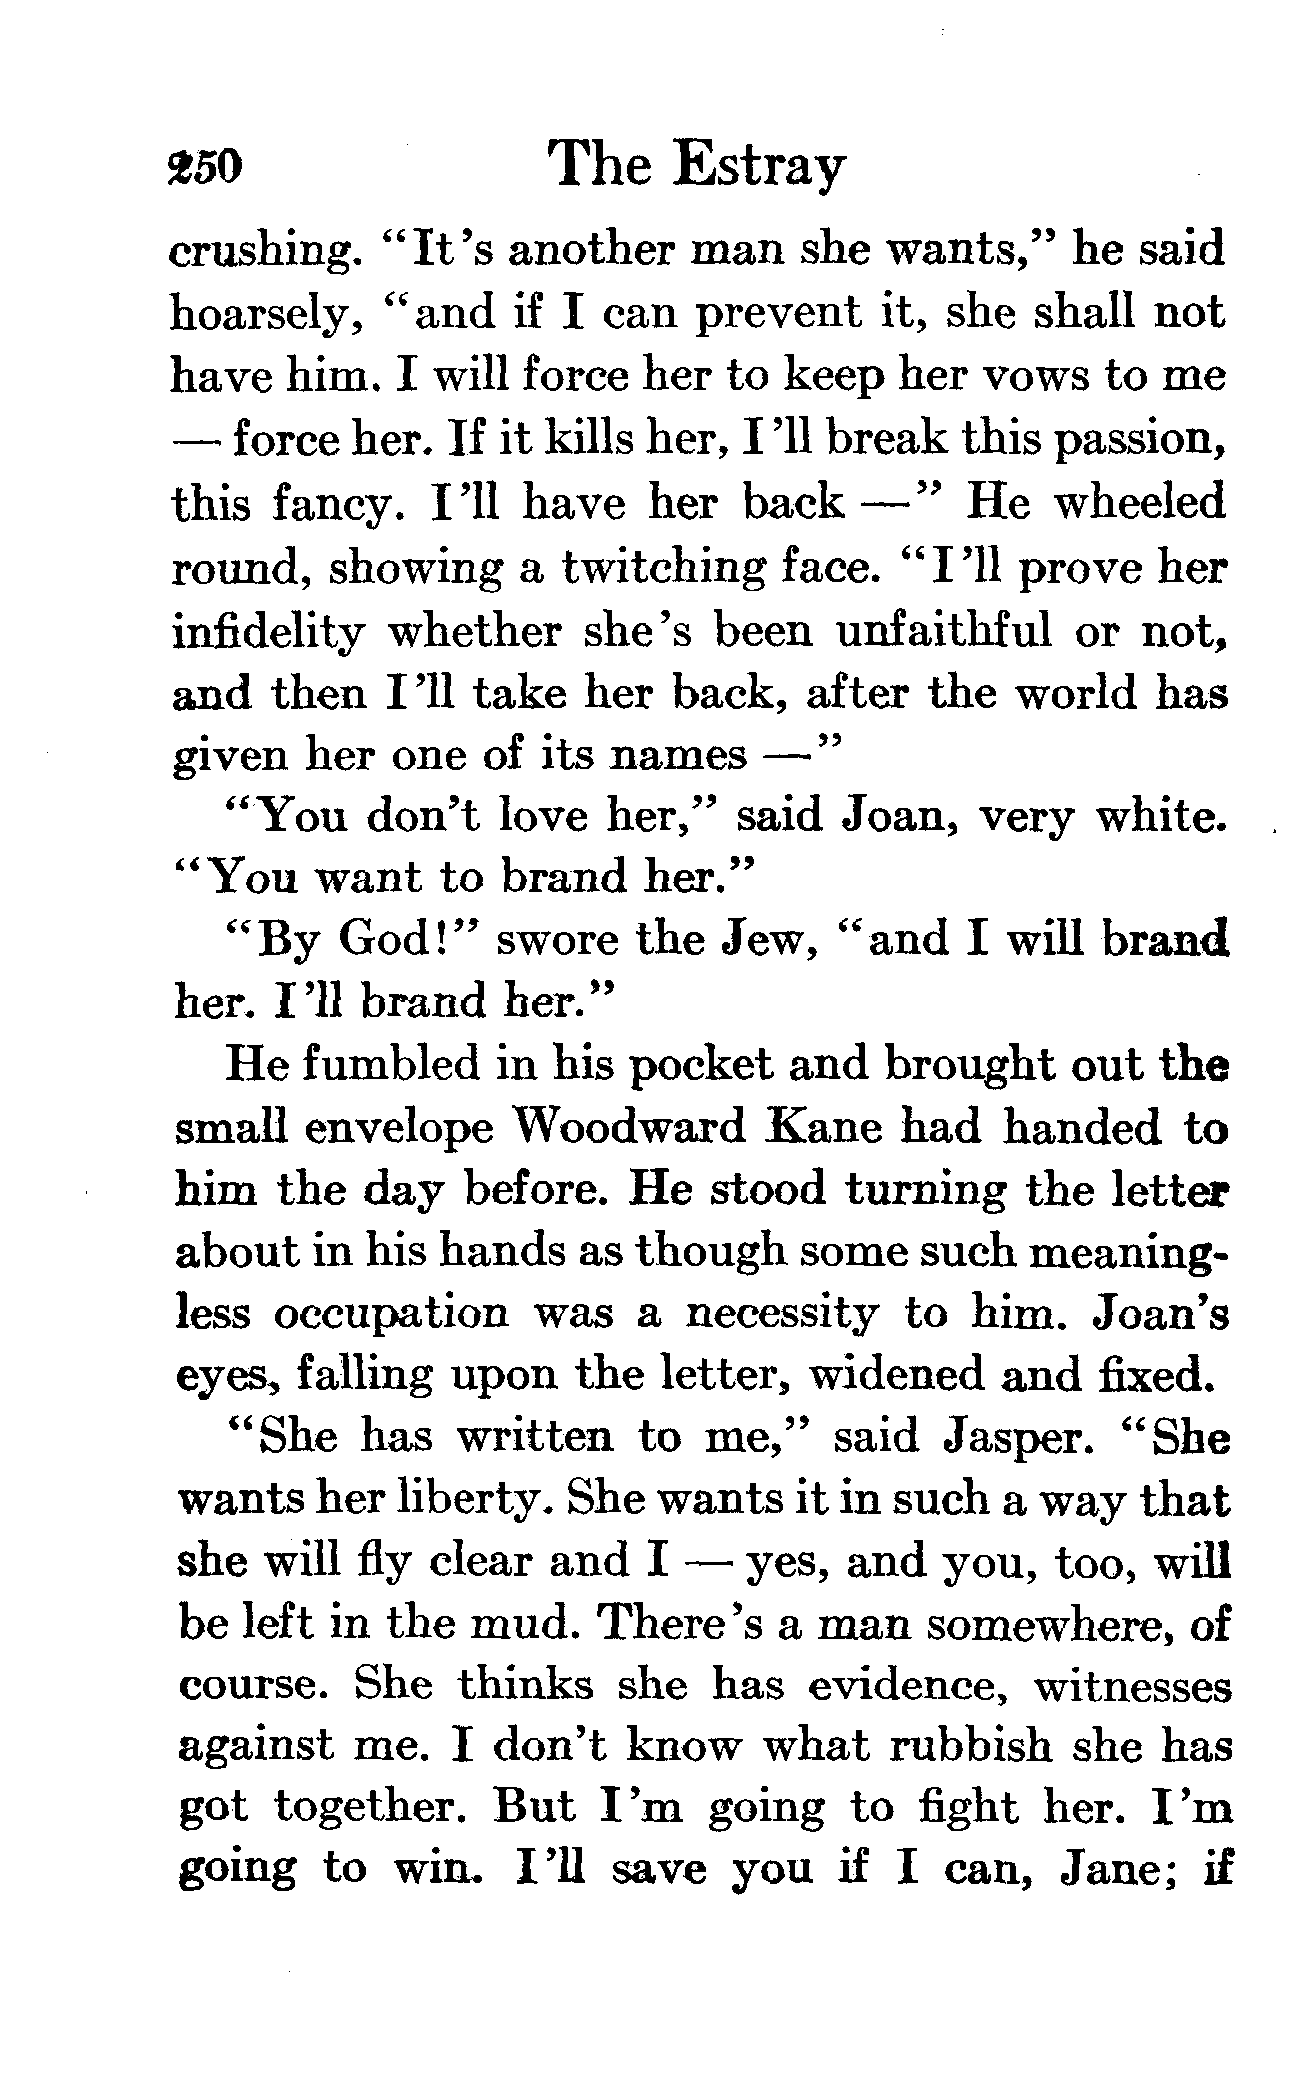 250 The Estray
crushing. "It's another man she wants," he said
hoarsely, "and if I can prevent it, she shall not
have him. I will force her to keep her vows to me
— force her. If it kills her, I'll break this passion,
this fancy. I'll have her back —" He wheeled
round, showing a twitching face. "I'll prove her
infidelity whether she's been unfaithful or not,
and then I'll take her back, after the world has
given her one of its names —"
"You don't love her," said Joan, very white.
"You want to brand her."
"By God!" swore the Jew, "and I will brand
her. I'll brand her."
He fumbled in his pocket and brought out the
small envelope Woodward Kane had handed to
him the day before. He stood turning the letter
about in his hands as though some such meaning-
less occupation was a necessity to him. Joan's
eyes, falling upon the letter, widened and fixed.
"She has written to me," said Jasper. "She
wants her liberty. She wants it in such a way that
she will fly clear and I — yes, and you, too, will
be left in the mud. There's a man somewhere, of
course. She thinks she has evidence, witnesses
against me. I don't know what rubbish she has
got together. But I'm going to fight her. I'm
going to win. I'll save you if I can, Jane; if